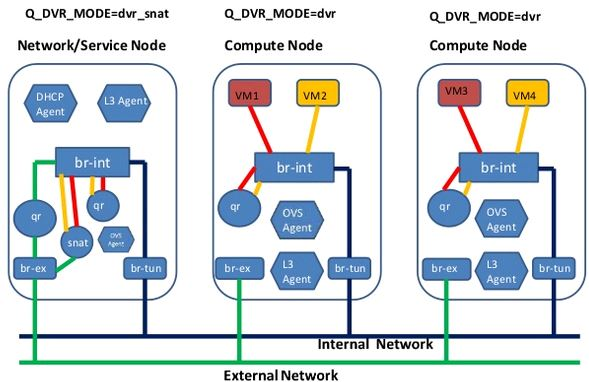 Q_DVR_MODE=dvr_snat
Q_DVR_MODE=dvr
Q_DVR_MODE=dvr
Network/Service Node
Compute Node
Compute Node
DHCP
Agent
L3 Agent
br-int
qr
qr
snat
OVS
Agent
br-ex
br-tun
VM1
VM2
br-int
qr
OVS
Agent
br-ex
L3
Agent
br-tun
VM3
VM4
br-int
qr
OVS
Agent
br-ex
L3
Agent
br-tun
Internal Network
External Network